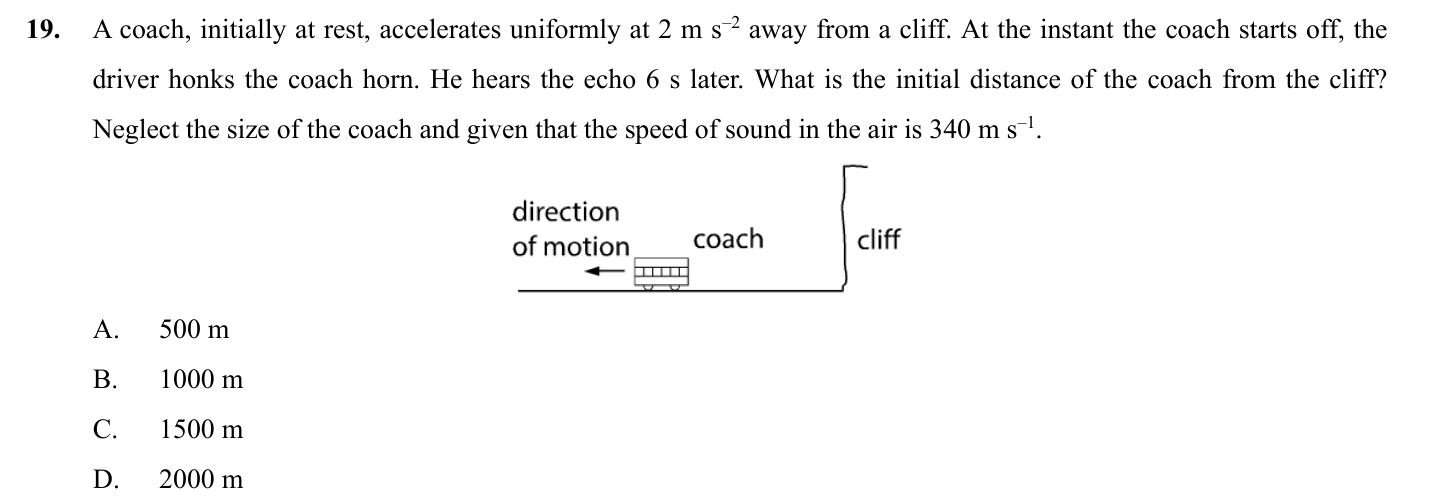 19. A coach, initially at rest, accelerates uniformly at 2 m s⁻² away from a cliff. At the instant the coach starts off, the
driver honks the coach horn. He hears the echo 6 s later. What is the initial distance of the coach from the cliff?
Neglect the size of the coach and given that the speed of sound in the air is 340 m s⁻¹.
direction
of motion
coach
cliff
A. 500 m
B. 1000 m
C. 1500 m
D. 2000 m